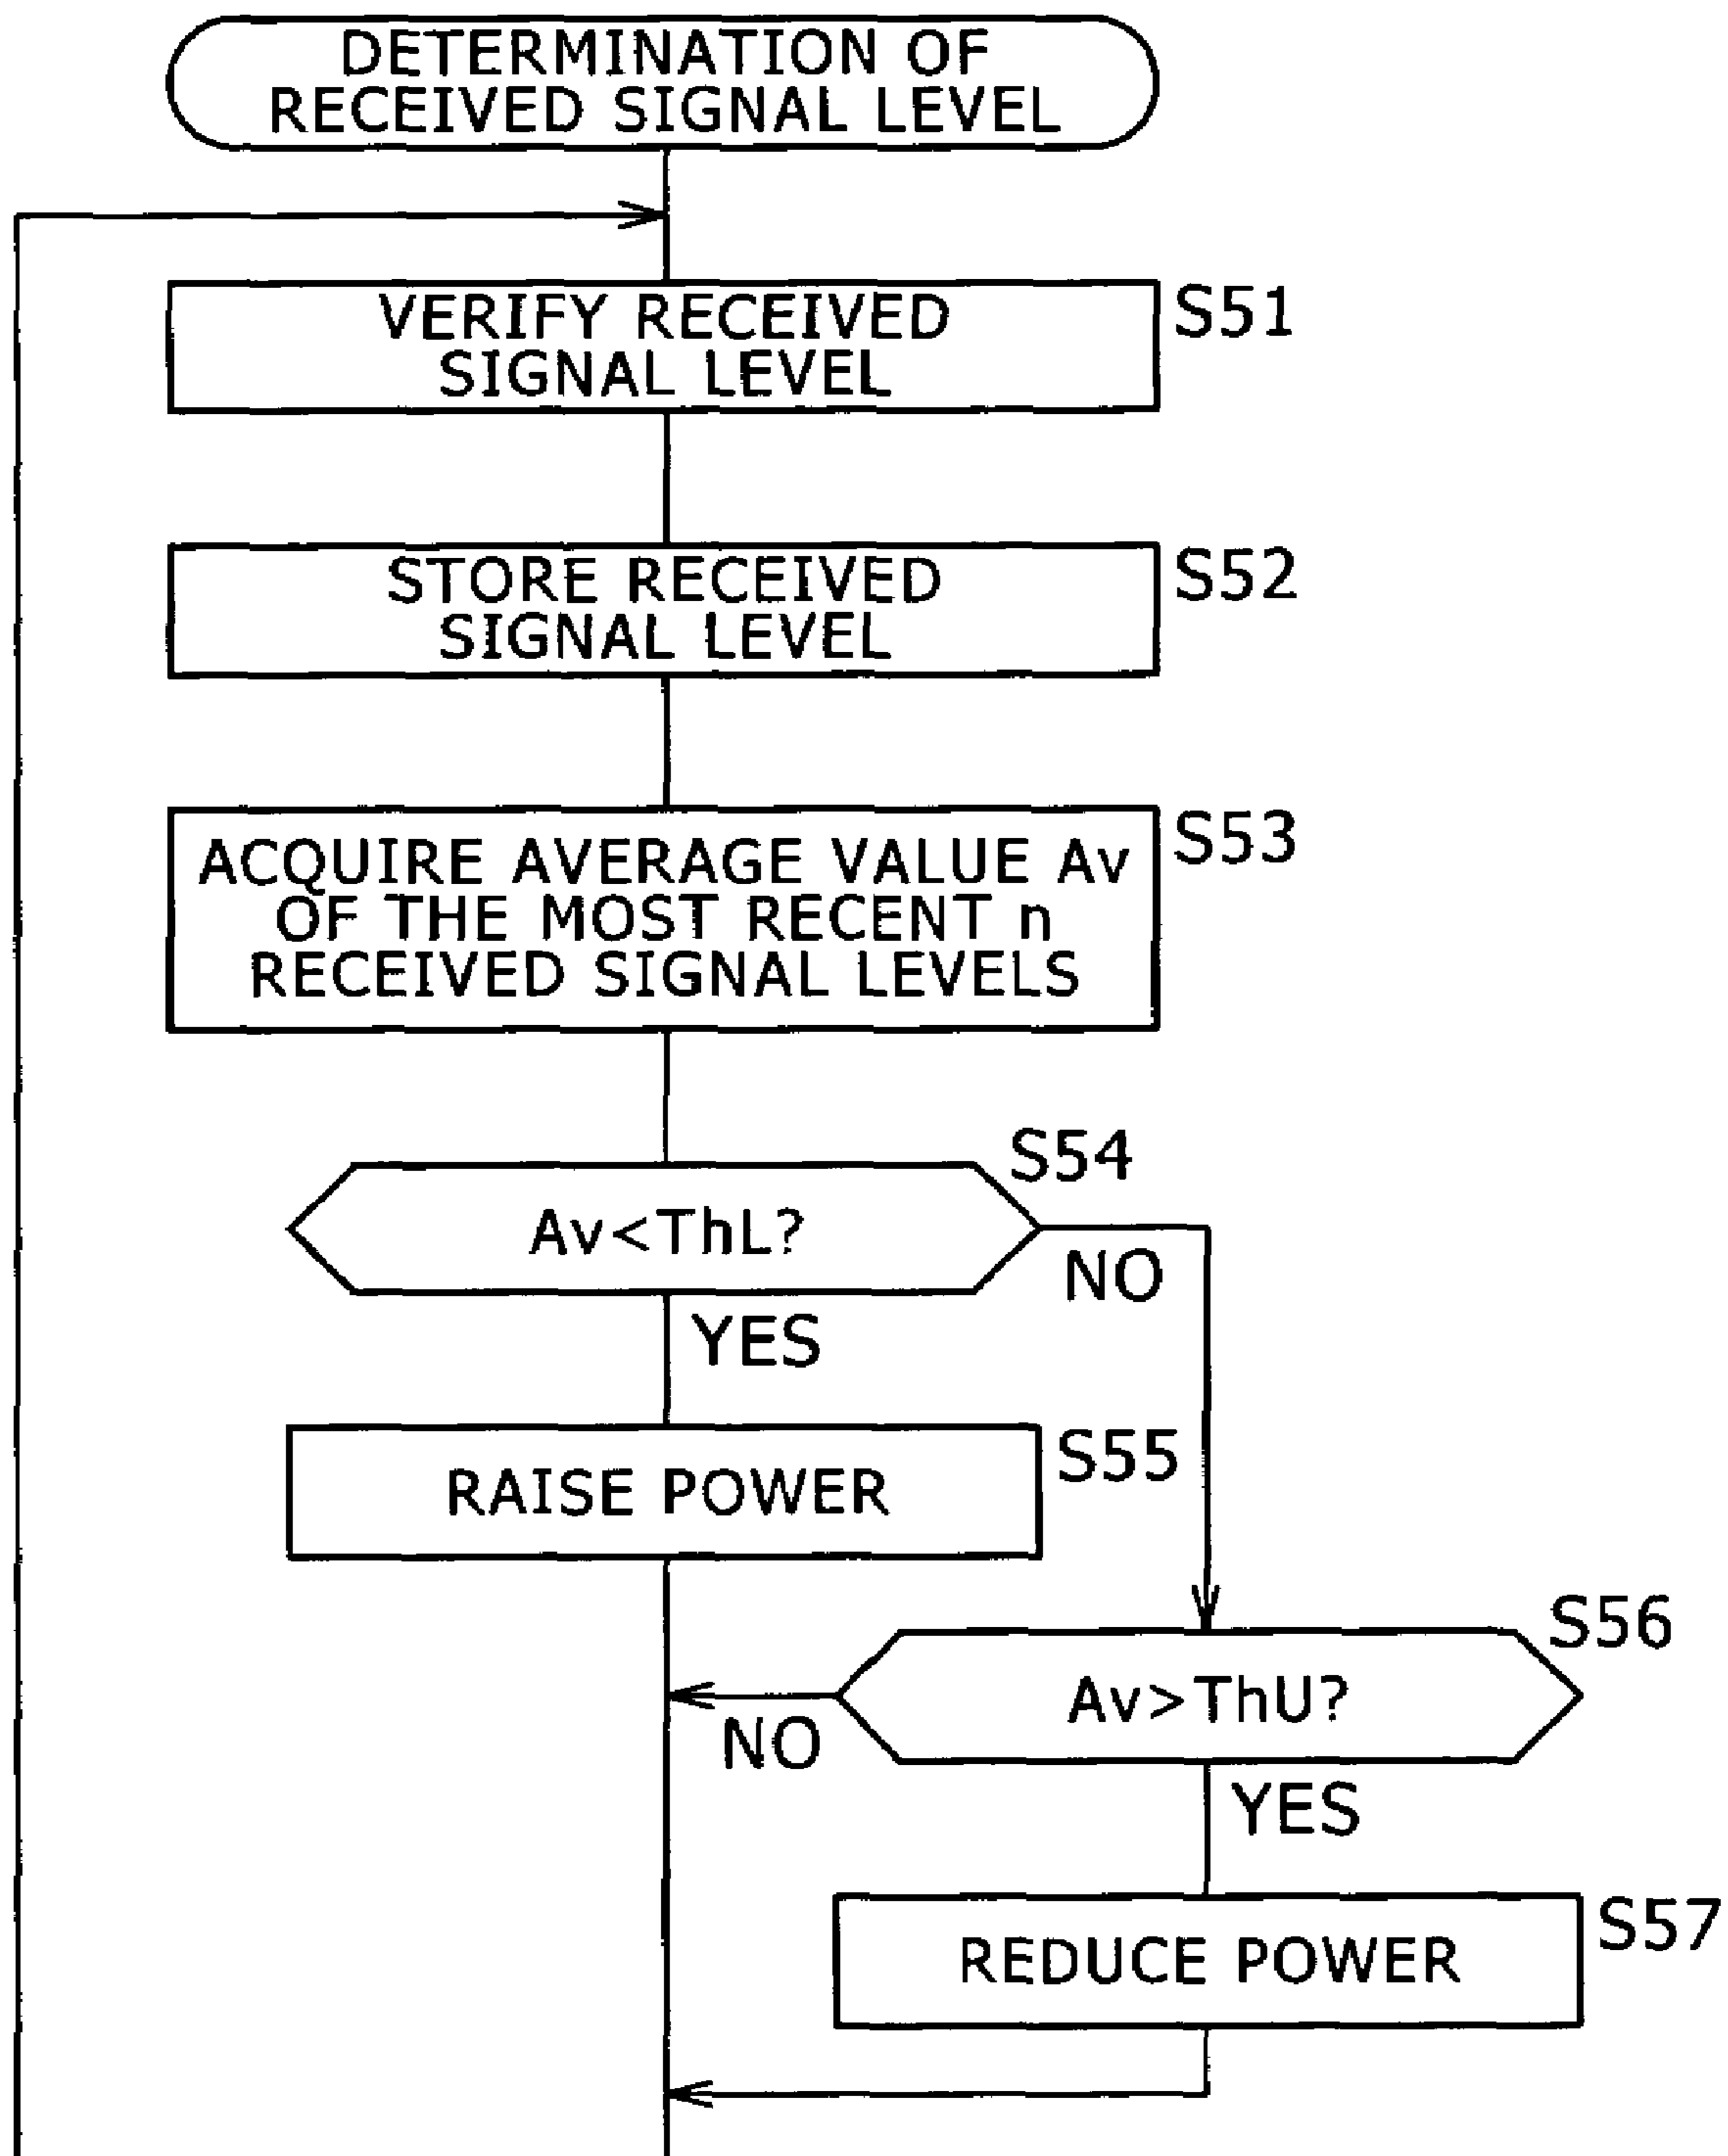 DETERMINATION OF
RECEIVED SIGNAL LEVEL
VERIFY RECEIVED
SIGNAL LEVEL
S51
STORE RECEIVED
SIGNAL LEVEL
S52
ACQUIRE AVERAGE VALUE Av
OF THE MOST RECENT n
RECEIVED SIGNAL LEVELS
S53
S54
Av<ThL?
NO
YES
RAISE POWER
S55
S56
Av>ThU?
NO
YES
REDUCE POWER
S57